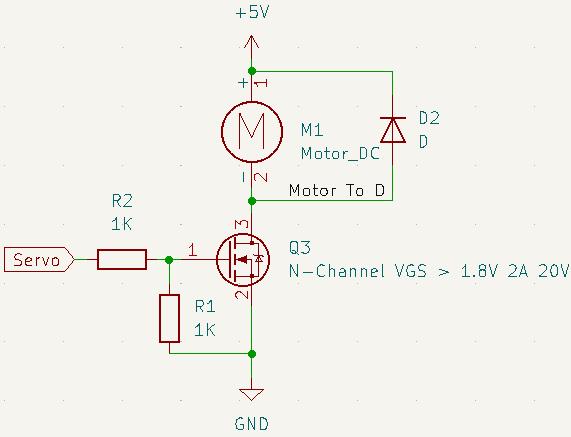 +5V
+
1
M
M1
Motor_DC
D2
D
−
2
Motor To D
R2
1K
3
Servo
1
Q3
N-Channel VGS > 1.8V 2A 20V
2
R1
1K
GND